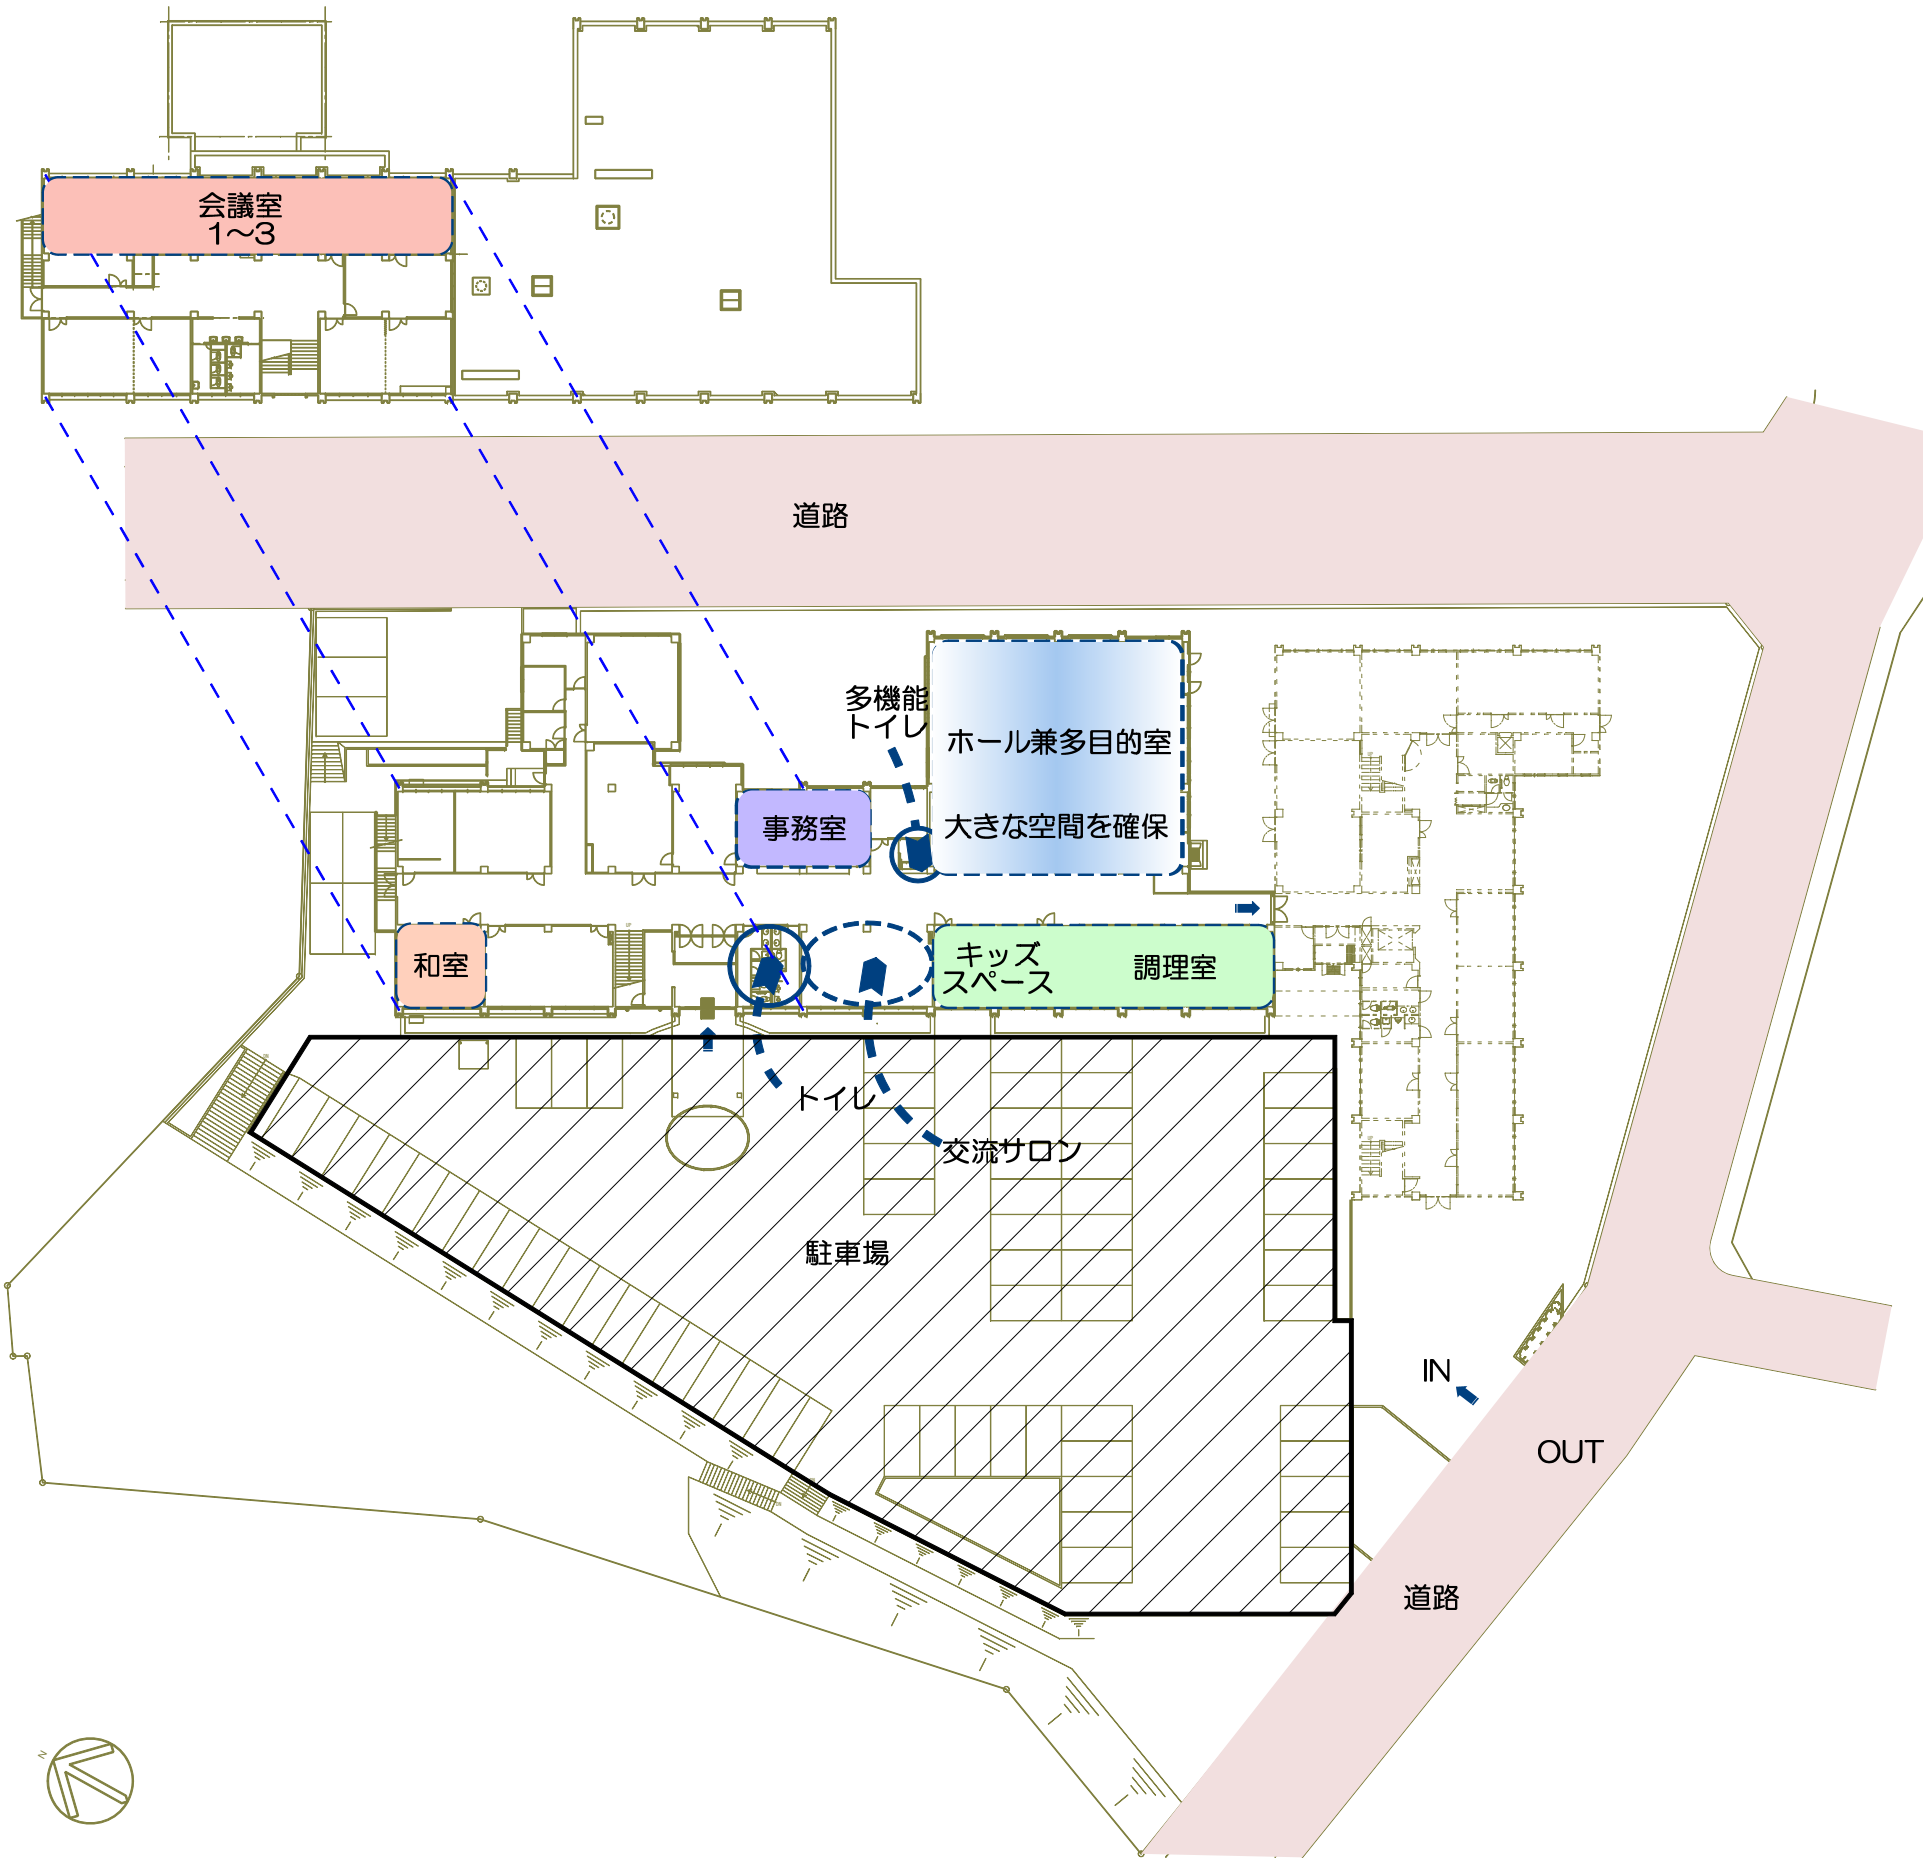 会議室
1～3
道路
多機能
トイレ
ホール兼多目的室
事務室
大きな空間を確保
和室
キッズ
スペース
調理室
トイレ
交流サロン
駐車場
IN
OUT
道路
N